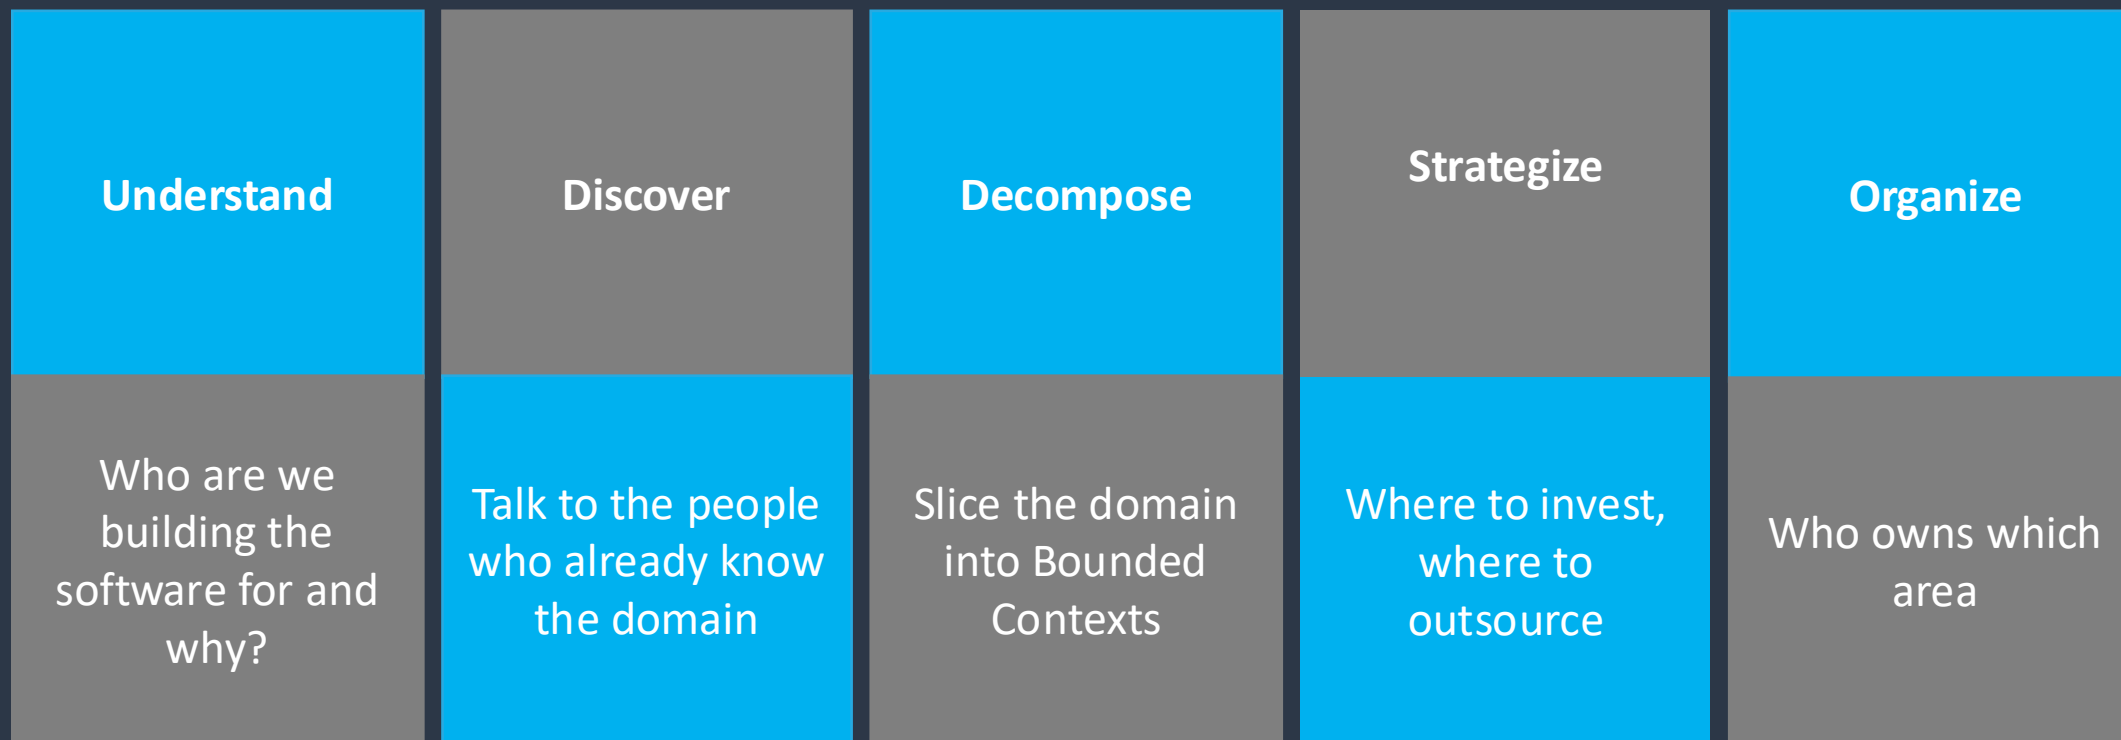 Understand
Who are we
building the
software for and
why?
Discover
Talk to the people
who already know
the domain
Decompose
Slice the domain
into Bounded
Contexts
Strategize
Where to invest,
where to
outsource
Organize
Who owns which
area